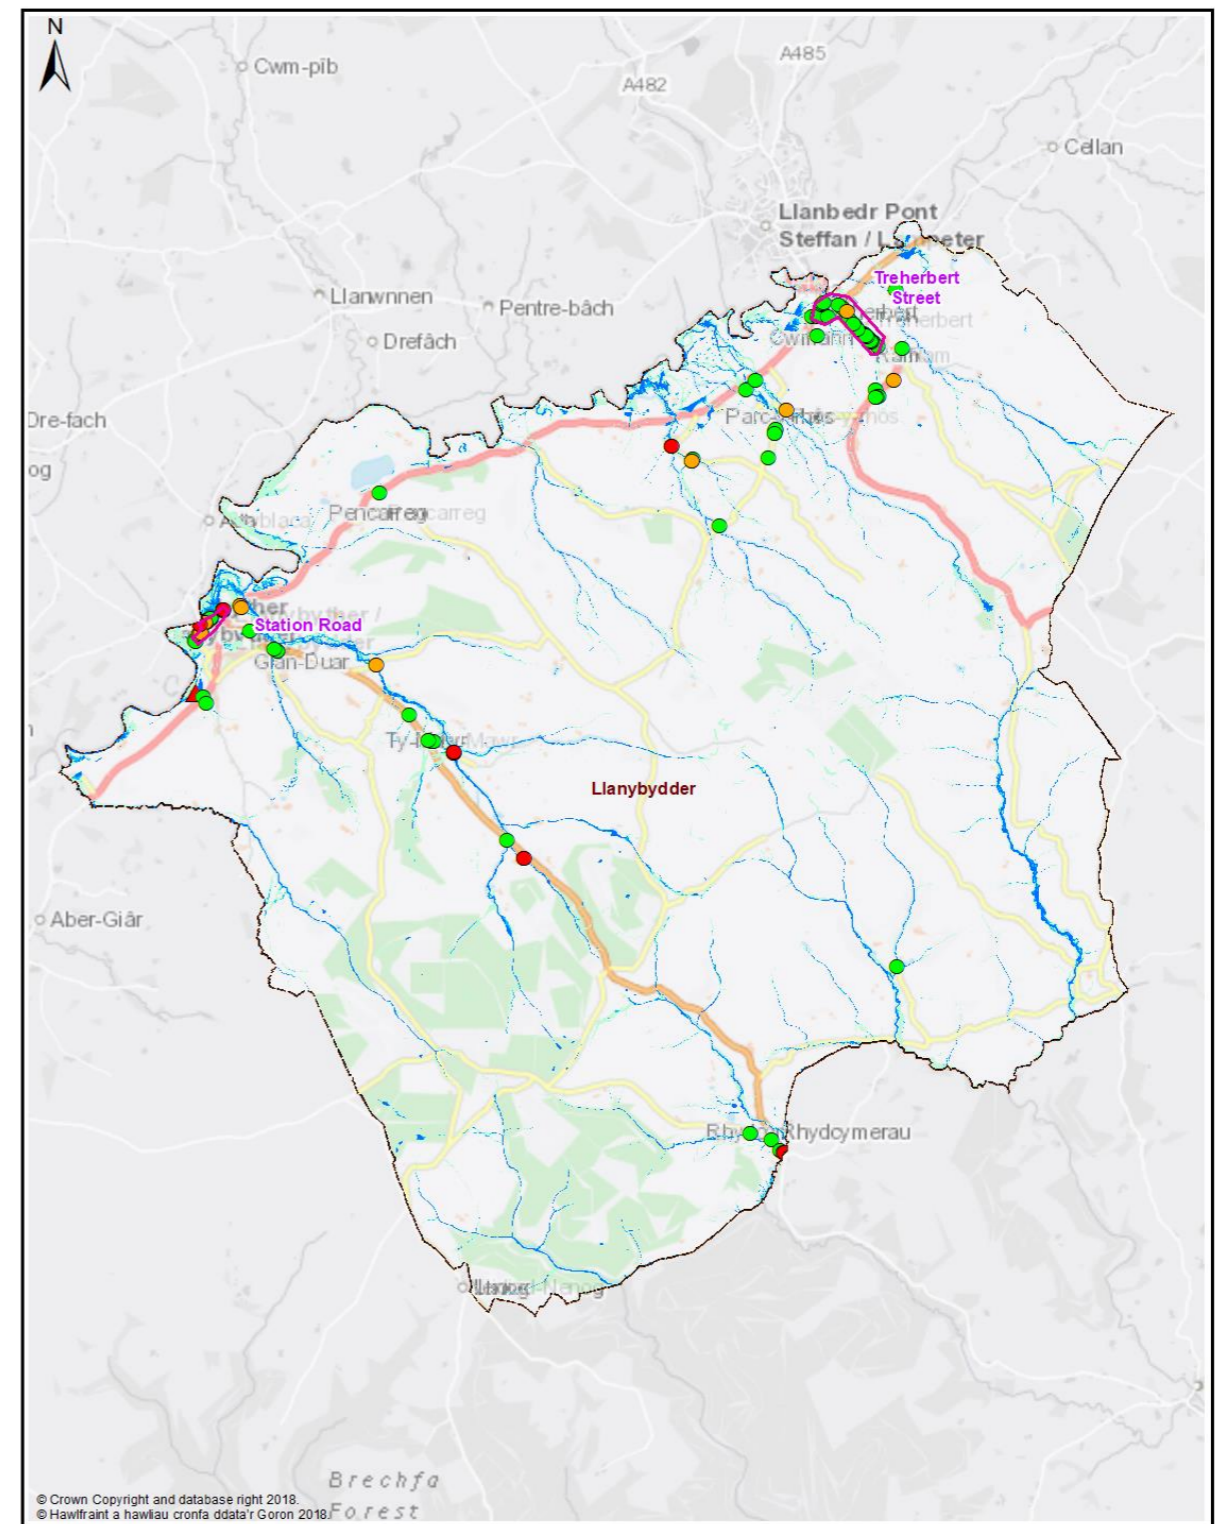 N
A485
Cwm-pîb
A482
Cellan
Llanbedr Pont
Steffan /
Treherbert
Street
Llanwnnen
Pentre-bâch
Drefâch
Dre-fach
og
Pencarreg
Station Road
Glan-Duar
Llanybydder
Aber-Giâr
Rhydcymerau
Brechfa
Forest
© Crown Copyright and database right 2018.
© Hawlfraint a hawliau cronfa ddata'r Goron 2018.